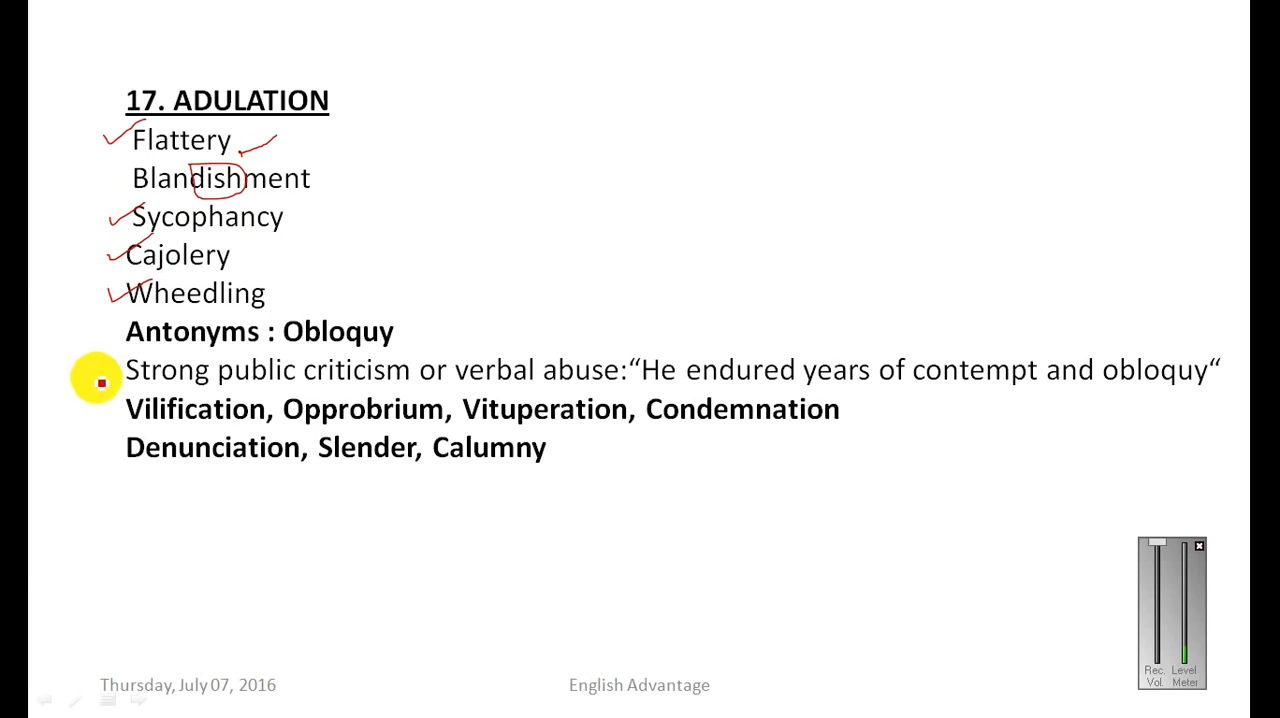 17. ADULATION
Flattery
Blandishment
Sycophancy
Cajolery
Wheedling
Antonyms : Obloquy
Strong public criticism or verbal abuse:“He endured years of contempt and obloquy“
Vilification, Opprobrium, Vituperation, Condemnation
Denunciation, Slender, Calumny
Rec. Level
Vol. Meter
Thursday, July 07, 2016 English Advantage